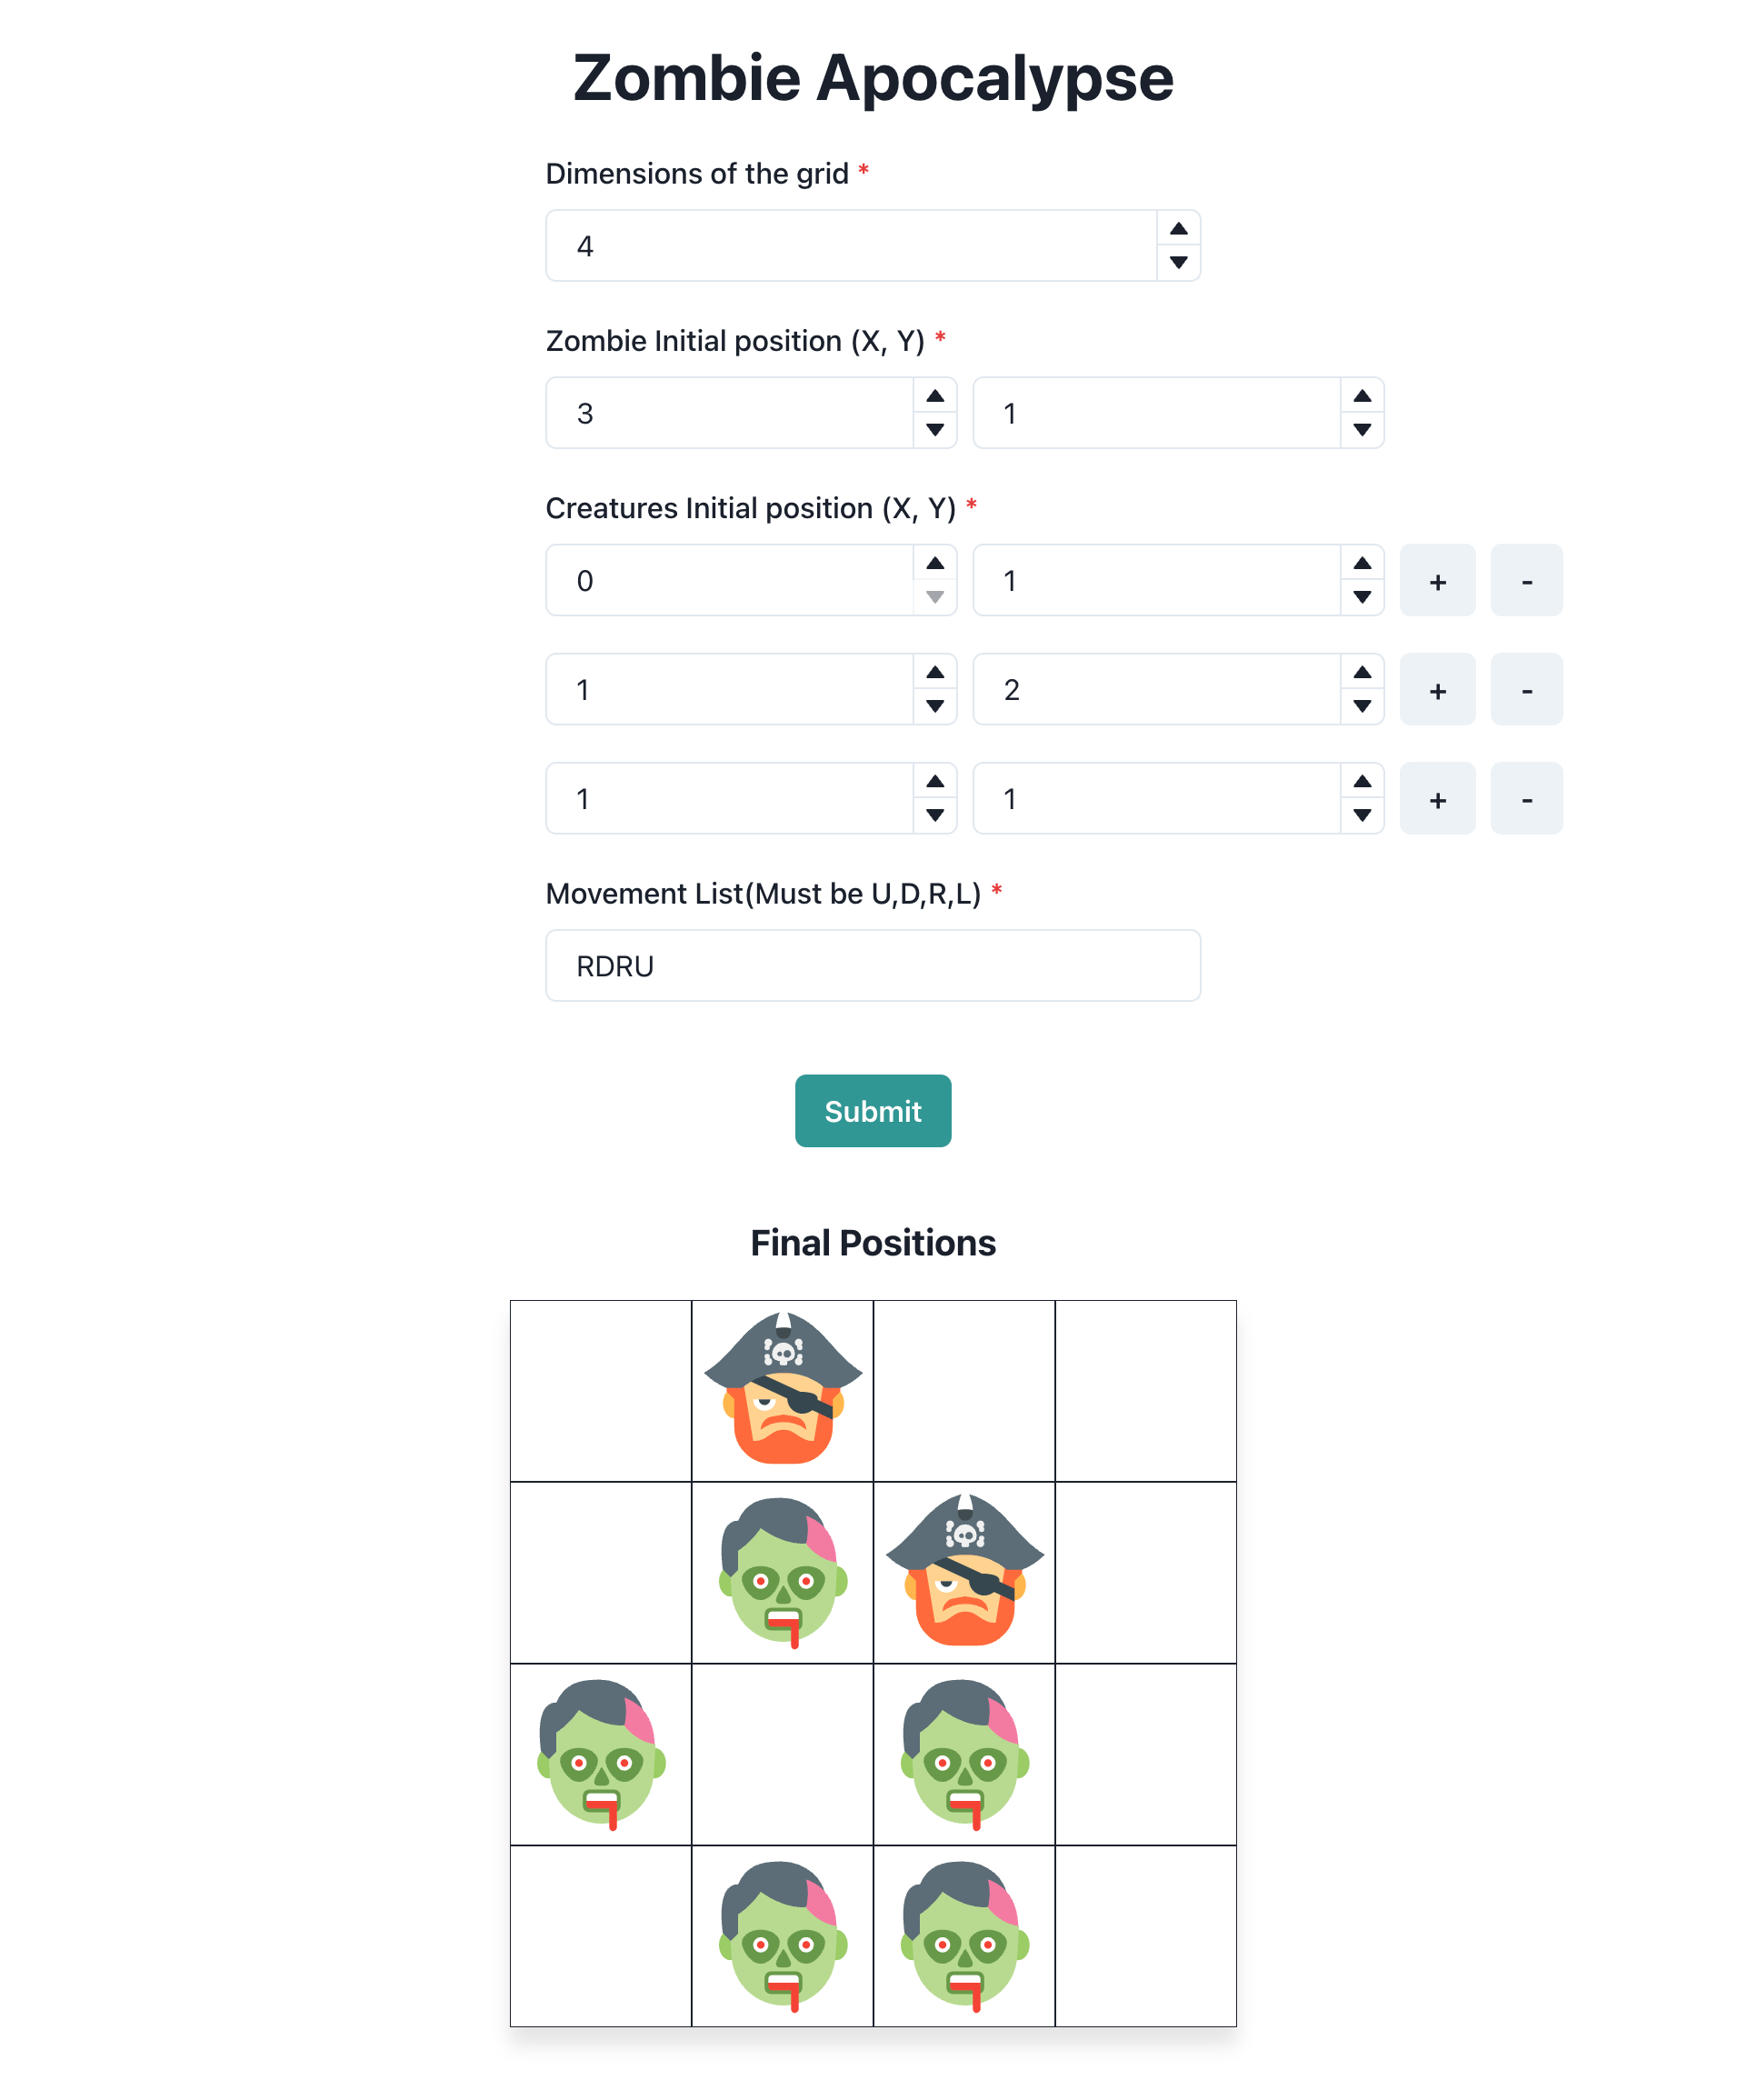 Zombie Apocalypse
Dimensions of the grid *
4
Zombie Initial position (X, Y) *
3 1
Creatures Initial position (X, Y) *
0 1 + -
1 2 + -
1 1 + -
Movement List(Must be U,D,R,L) *
RDRU
Submit
Final Positions